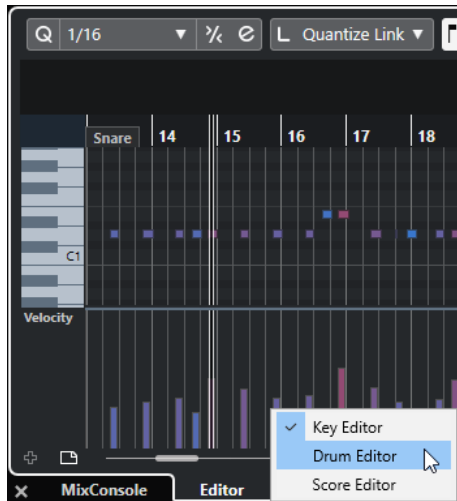 Q 1/16 Quantize Link
Snare 14 15 16 17 18
C1
Velocity
Key Editor
Drum Editor
Score Editor
MixConsole Editor